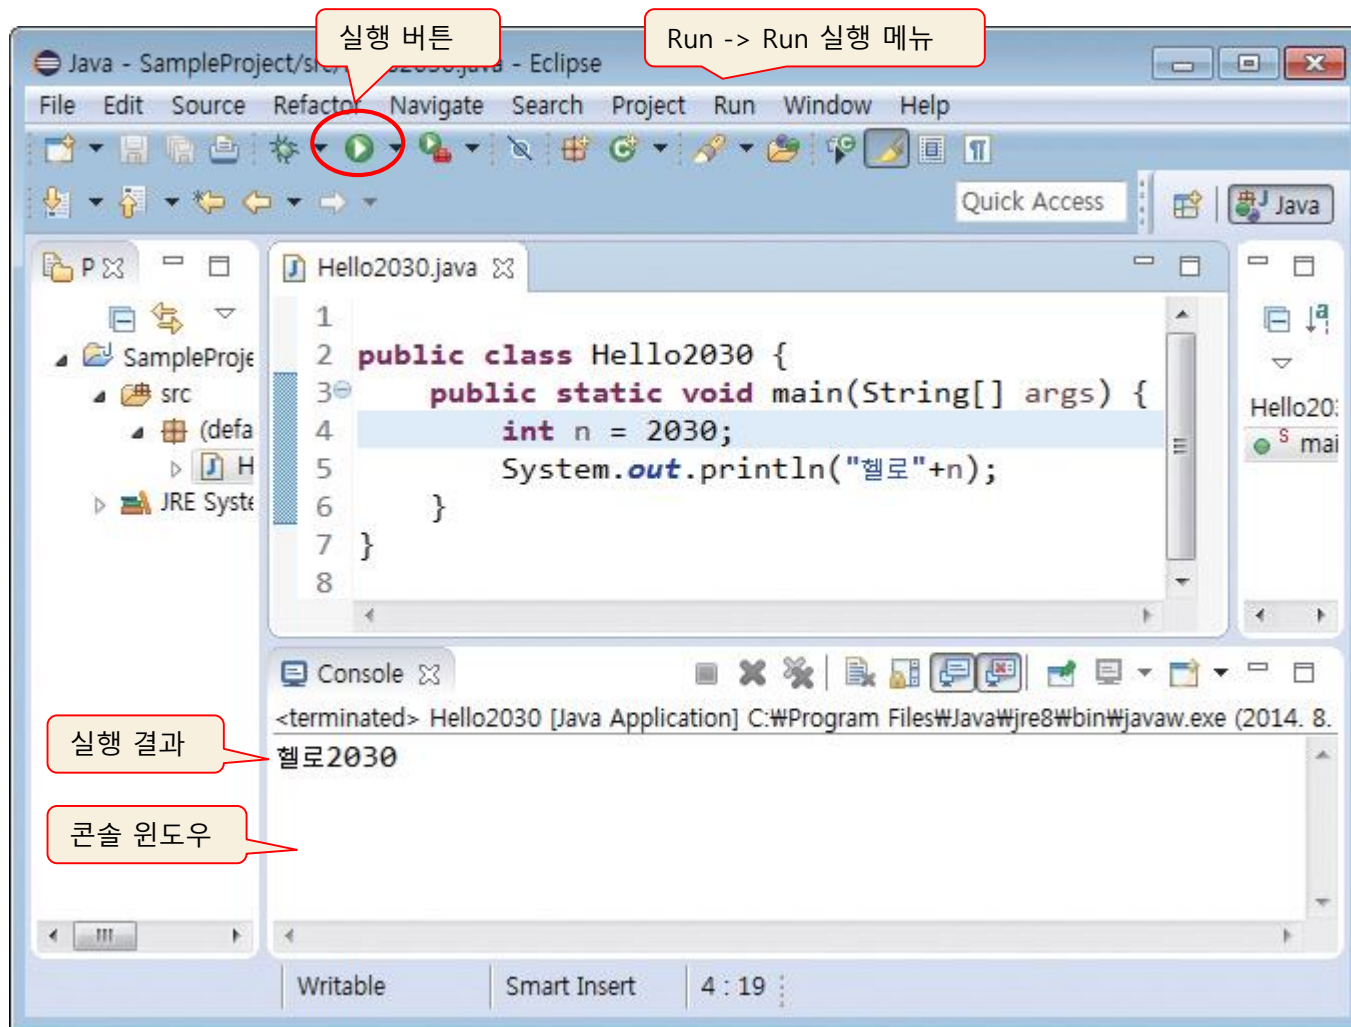 실행 버튼
Run -> Run 실행 메뉴
Java - SampleProject/src/Hello2030.java - Eclipse
File Edit Source Refactor Navigate Search Project Run Window Help
Quick Access
Java
P
Hello2030.java
SampleProje
src
(defa
H
JRE Syste
1
2 public class Hello2030 {
3 public static void main(String[] args) {
4 int n = 2030;
5 System.out.println("헬로"+n);
6 }
7 }
8
Hello20
S mai
Console
<terminated> Hello2030 [Java Application] C:₩Program Files₩Java₩jre8₩bin₩javaw.exe (2014. 8.
실행 결과
헬로2030
콘솔 윈도우
Writable Smart Insert 4 : 19